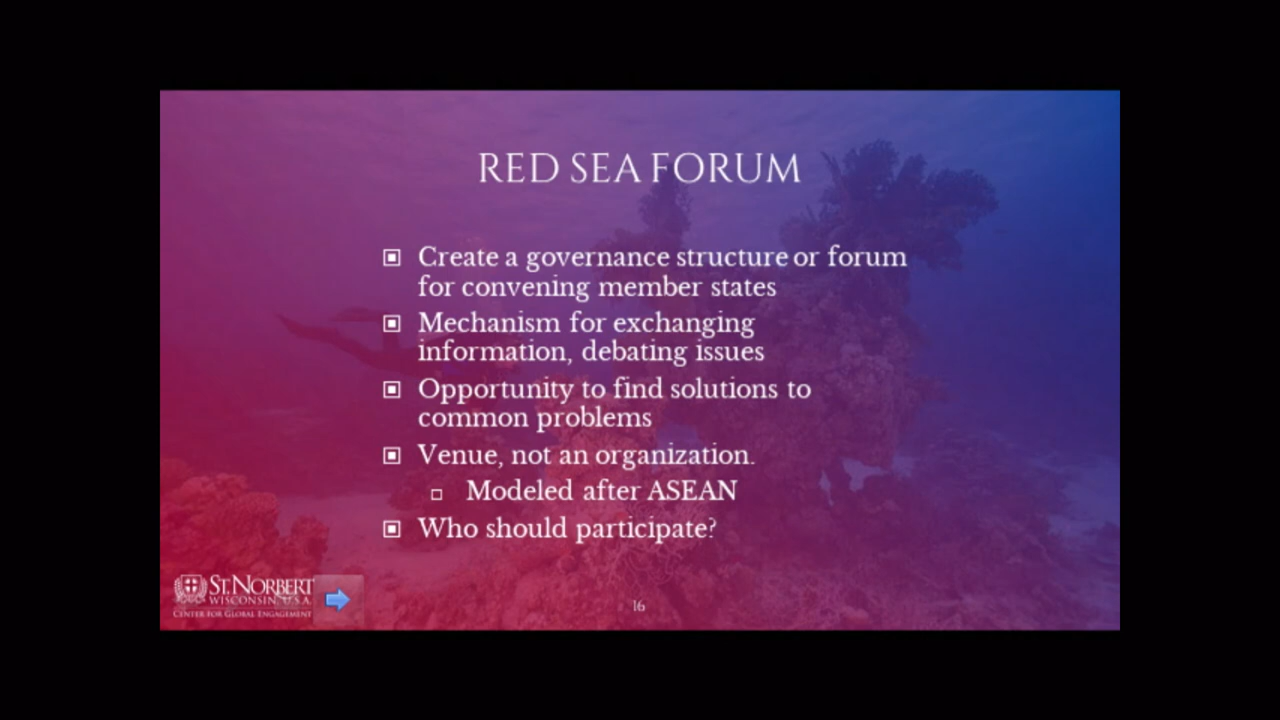 RED SEA FORUM
Create a governance structure or forum
for convening member states
Mechanism for exchanging
information, debating issues
Opportunity to find solutions to
common problems
Venue, not an organization.
Modeled after ASEAN
Who should participate?
ST. NORBERT
WISCONSIN, U.S.A.
CENTER FOR GLOBAL ENGAGEMENT
16